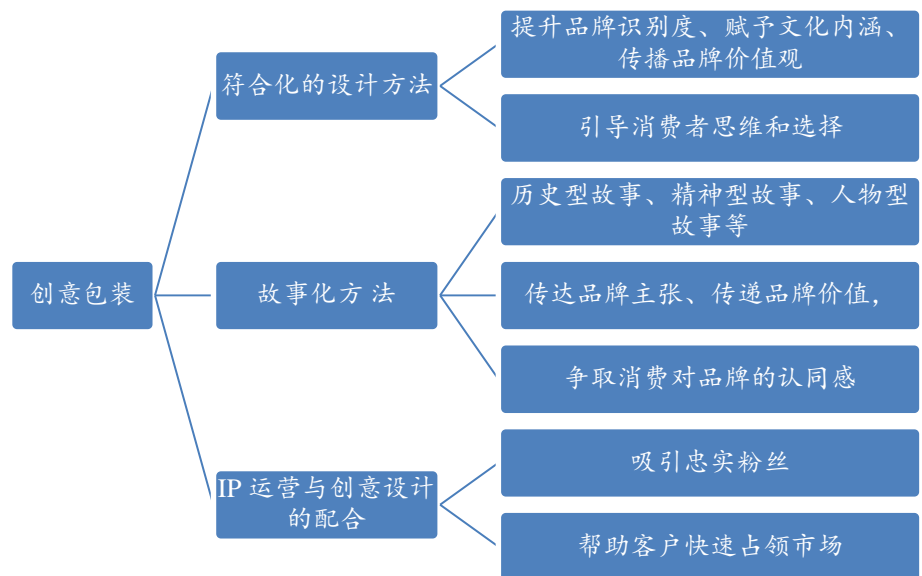 创意包装
符合化的设计方法
提升品牌识别度、赋予文化内涵、
传播品牌价值观
引导消费者思维和选择
故事化方 法
历史型故事、精神型故事、人物型
故事等
传达品牌主张、传递品牌价值，
争取消费对品牌的认同感
IP 运营与创意设计
的配合
吸引忠实粉丝
帮助客户快速占领市场